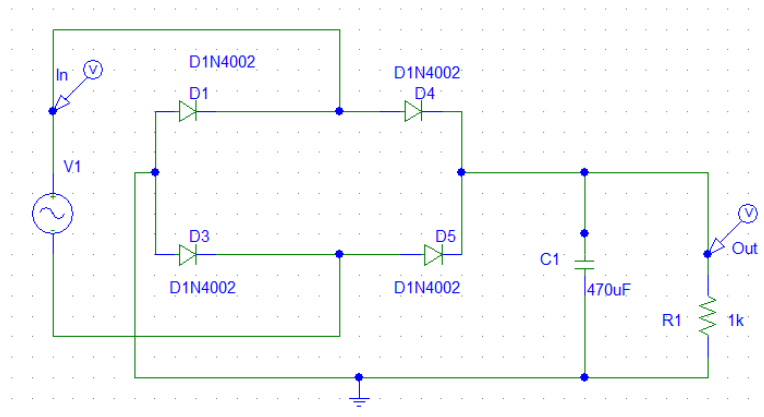 D1N4002
D1N4002
In
V
D1
D4
V1
D3
D5
V
Out
C1
D1N4002
D1N4002
470uF
R1
1k